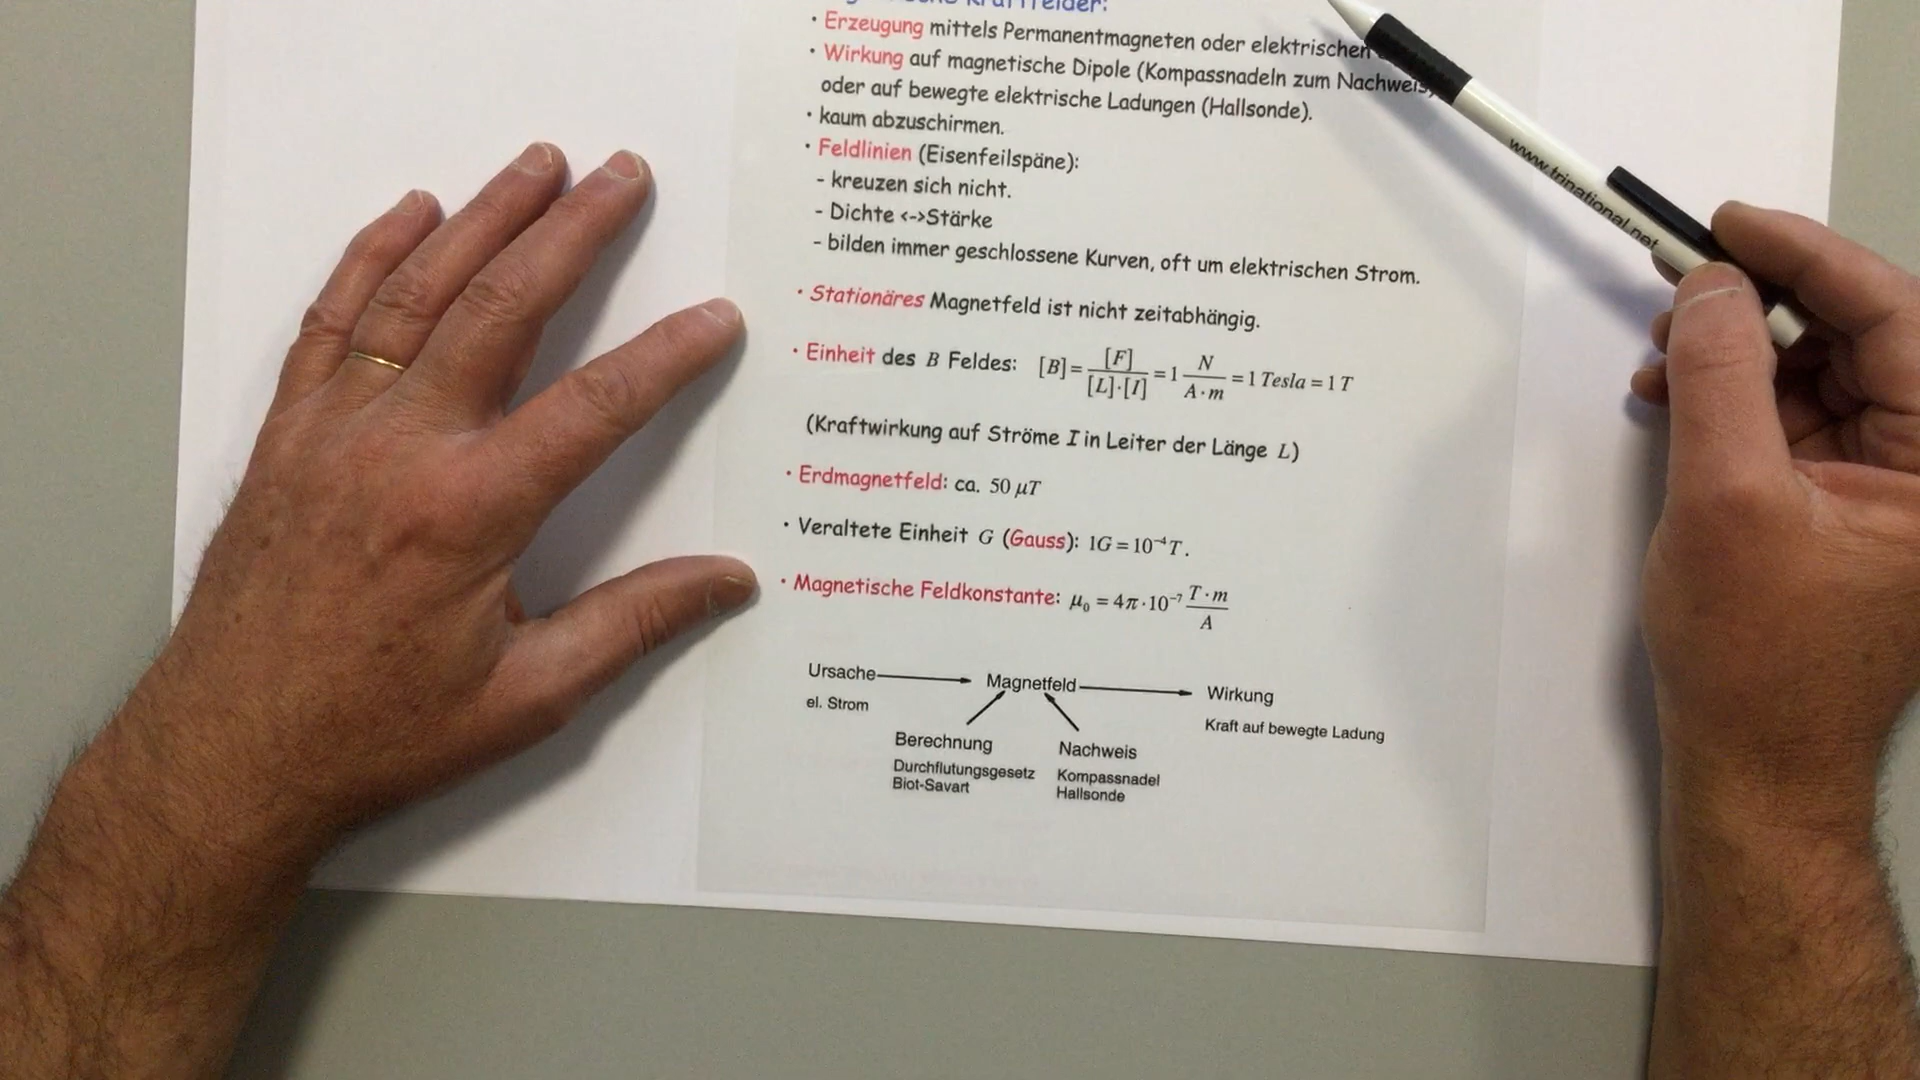 Kraftfelder:
• Erzeugung mittels Permanentmagneten oder elektrischen
• Wirkung auf magnetische Dipole (Kompassnadeln zum Nachweis,
oder auf bewegte elektrische Ladungen (Hallsonde).
• kaum abzuschirmen.
• Feldlinien (Eisenfeilspäne):
- kreuzen sich nicht.
- Dichte <->Stärke
- bilden immer geschlossene Kurven, oft um elektrischen Strom.
• Stationäres Magnetfeld ist nicht zeitabhängig.
• Einheit des B Feldes: [B] = [F] / [L]·[I] = 1 N / A·m = 1 Tesla = 1 T
(Kraftwirkung auf Ströme I in Leiter der Länge L)
• Erdmagnetfeld: ca. 50 μT
• Veraltete Einheit G (Gauss): 1G = 10⁻⁴ T.
• Magnetische Feldkonstante: μ₀ = 4π·10⁻⁷ T·m / A
Ursache Magnetfeld Wirkung
el. Strom Kraft auf bewegte Ladung
Berechnung Nachweis
Durchflutungsgesetz Kompassnadel
Biot-Savart Hallsonde
www.trinational.net